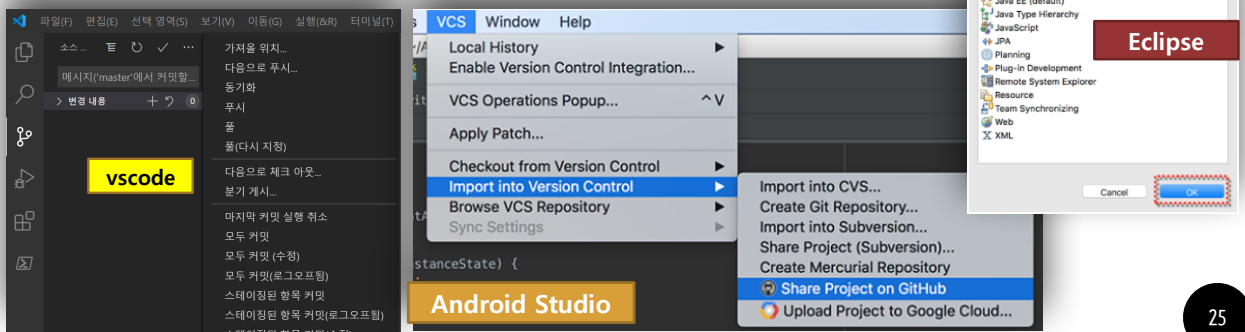 파일(F) 편집(E) 선택 영역(S) 보기(V) 이동(G) 실행(&R) 터미널(T)
소스 ...
메시지('master'에서 커밋할...
변경 내용 0
가져올 위치...
다음으로 푸시...
동기화
푸시
풀
풀(다시 지정)
다음으로 체크 아웃...
분기 게시...
마지막 커밋 실행 취소
모두 커밋
모두 커밋 (수정)
모두 커밋(로그오프됨)
스테이징된 항목 커밋
스테이징된 항목 커밋(로그오프됨)
vscode
VCS Window Help
Local History
Enable Version Control Integration...
VCS Operations Popup... ^V
Apply Patch...
Checkout from Version Control
Import into Version Control
Browse VCS Repository
Sync Settings
Import into CVS...
Create Git Repository...
Import into Subversion...
Share Project (Subversion)...
Create Mercurial Repository
Share Project on GitHub
Upload Project to Google Cloud...
stanceState) {
Android Studio
Java EE (default)
Java Type Hierarchy
JavaScript
JPA
Planning
Plug-in Development
Remote System Explorer
Resource
Team Synchronizing
Web
XML
Cancel OK
Eclipse
25